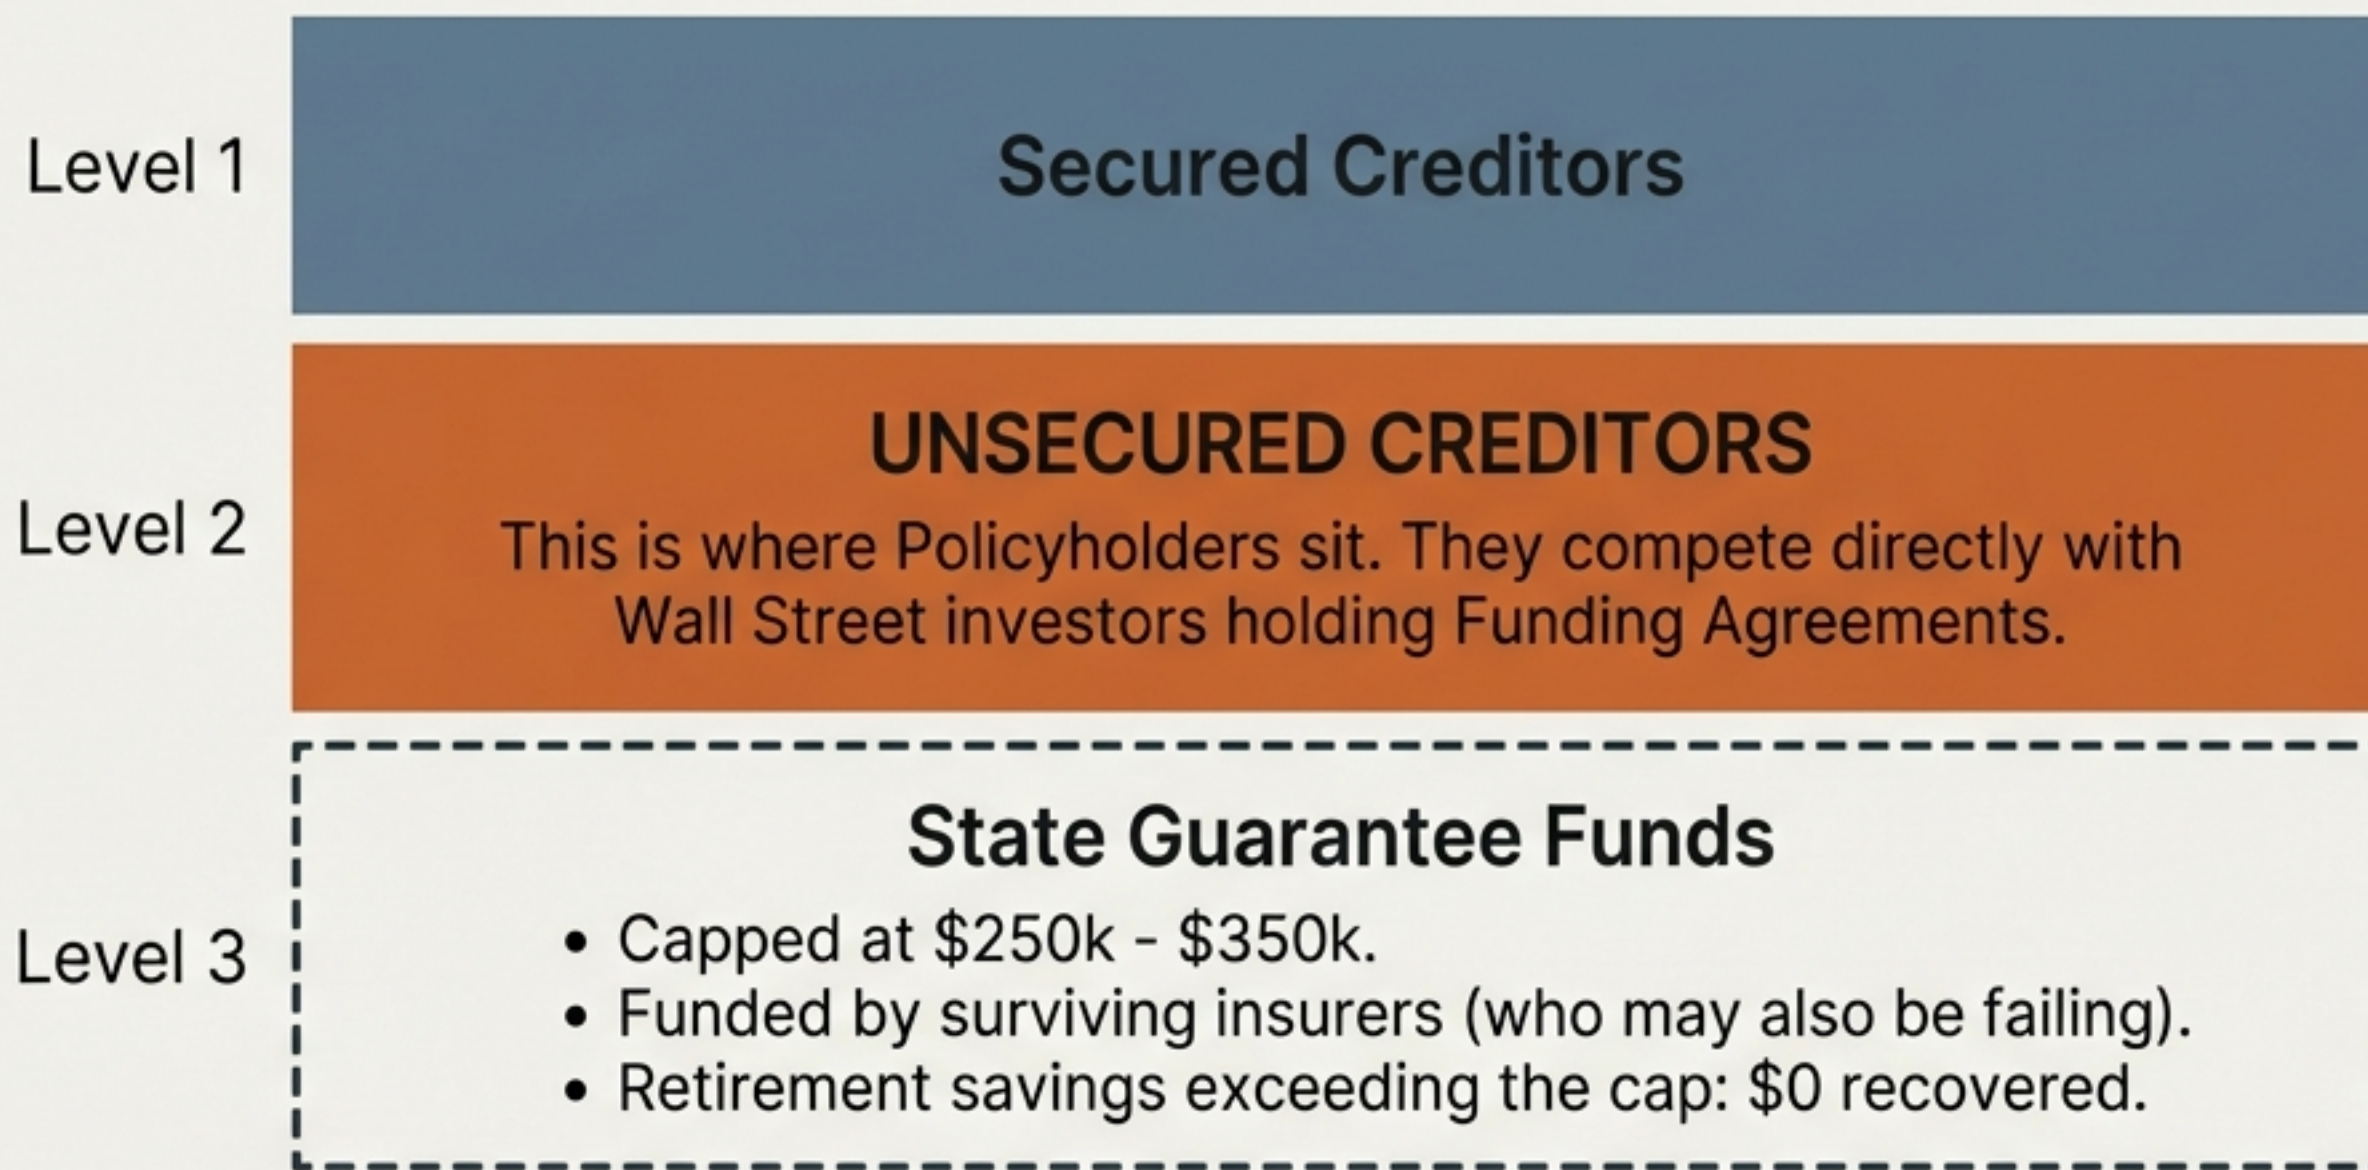 Level 1
Secured Creditors
Level 2
UNSECURED CREDITORS
This is where Policyholders sit. They compete directly with
Wall Street investors holding Funding Agreements.
Level 3
State Guarantee Funds
• Capped at $250k - $350k.
• Funded by surviving insurers (who may also be failing).
• Retirement savings exceeding the cap: $0 recovered.